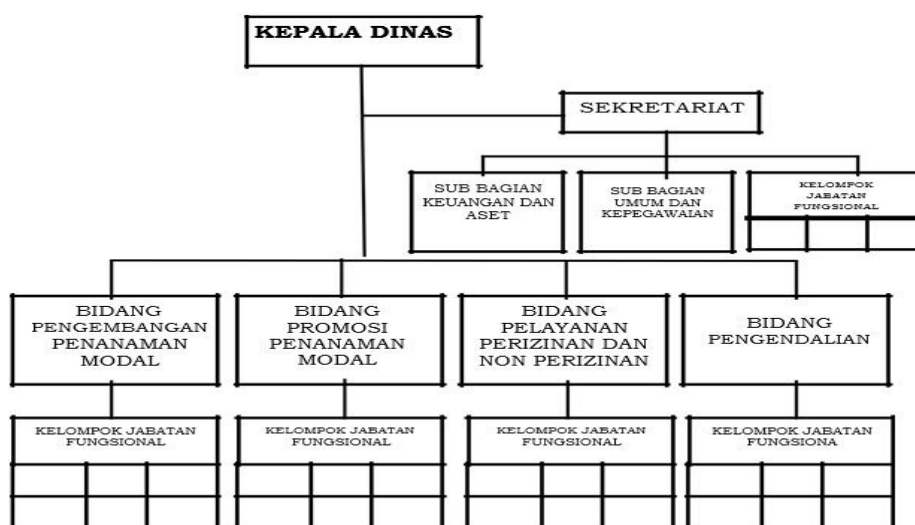 KEPALA DINAS
SEKRETARIAT
SUB BAGIAN
KEUANGAN DAN
ASET
SUB BAGIAN
UMUM DAN
KEPEGAWAIAN
KELOMPOK
JABATAN
FUNGSIONAL
BIDANG
PENGEMBANGAN
PENANAMAN
MODAL
BIDANG
PROMOSI
PENANAMAN
MODAL
BIDANG
PELAYANAN
PERIZINAN DAN
NON PERIZINAN
BIDANG
PENGENDALIAN
KELOMPOK JABATAN
FUNGSIONAL
KELOMPOK JABATAN
FUNGSIONAL
KELOMPOK JABATAN
FUNGSIONAL
KELOMPOK JABATAN
FUNGSIONA